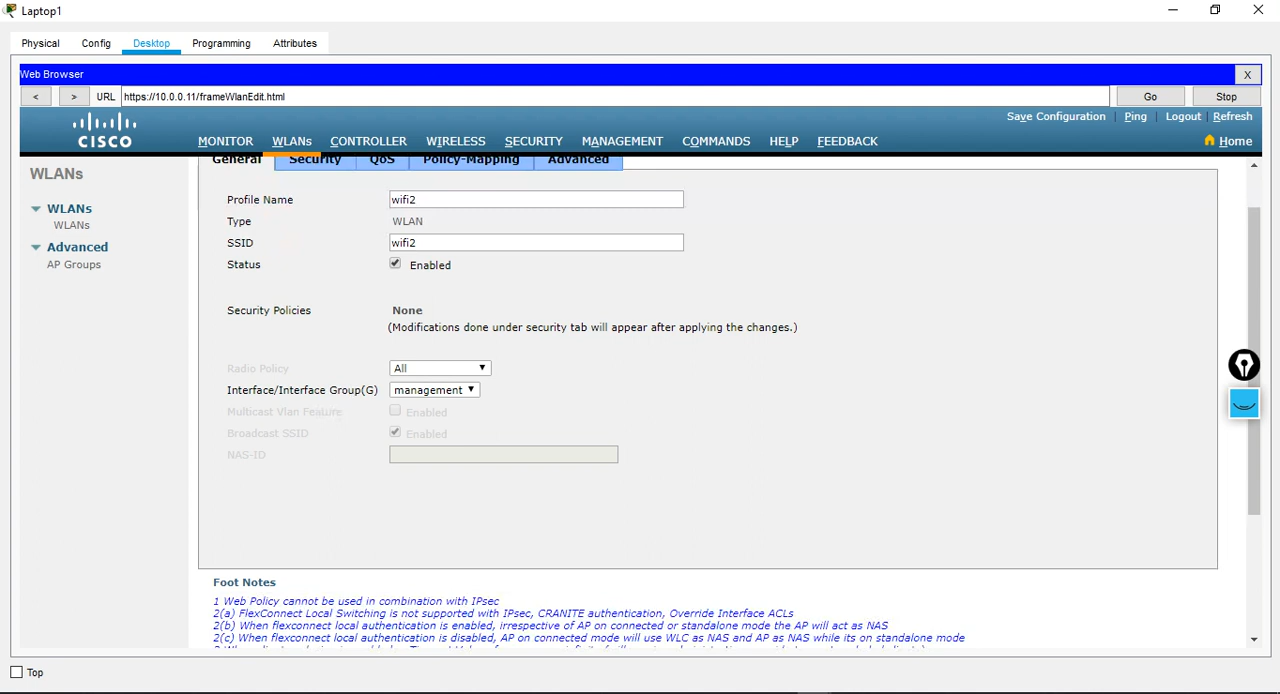 Laptop1
Physical Config Desktop Programming Attributes
Web Browser X
< > URL https://10.0.0.11/frameWlanEdit.html Go Stop
Save Configuration Ping Logout Refresh
CISCO MONITOR WLANs CONTROLLER WIRELESS SECURITY MANAGEMENT COMMANDS HELP FEEDBACK Home
WLANs
WLANs
WLANs
Advanced
AP Groups
General Security QoS Policy-Mapping Advanced
Profile Name wifi2
Type WLAN
SSID wifi2
Status Enabled
Security Policies None
(Modifications done under security tab will appear after applying the changes.)
Radio Policy All
Interface/Interface Group(G) management
Multicast Vlan Feature Enabled
Broadcast SSID Enabled
NAS-ID
Foot Notes
1 Web Policy cannot be used in combination with IPsec
2(a) FlexConnect Local Switching is not supported with IPsec, CRANITE authentication, Override Interface ACLs
2(b) When flexconnect local authentication is enabled, irrespective of AP on connected or standalone mode the AP will act as NAS
2(c) When flexconnect local authentication is disabled, AP on connected mode will use WLC as NAS and AP as NAS while its on standalone mode
Top